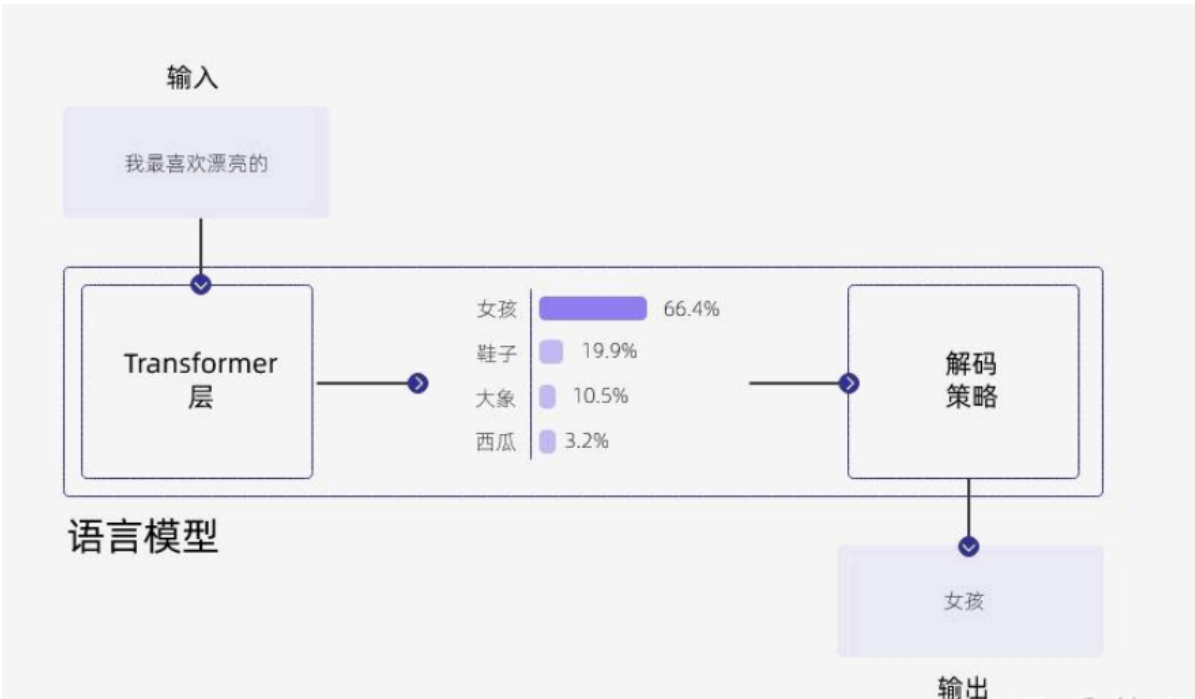 输入
我最喜欢漂亮的
Transformer
层
女孩 66.4%
鞋子 19.9%
大象 10.5%
西瓜 3.2%
解码
策略
语言模型
女孩
输出